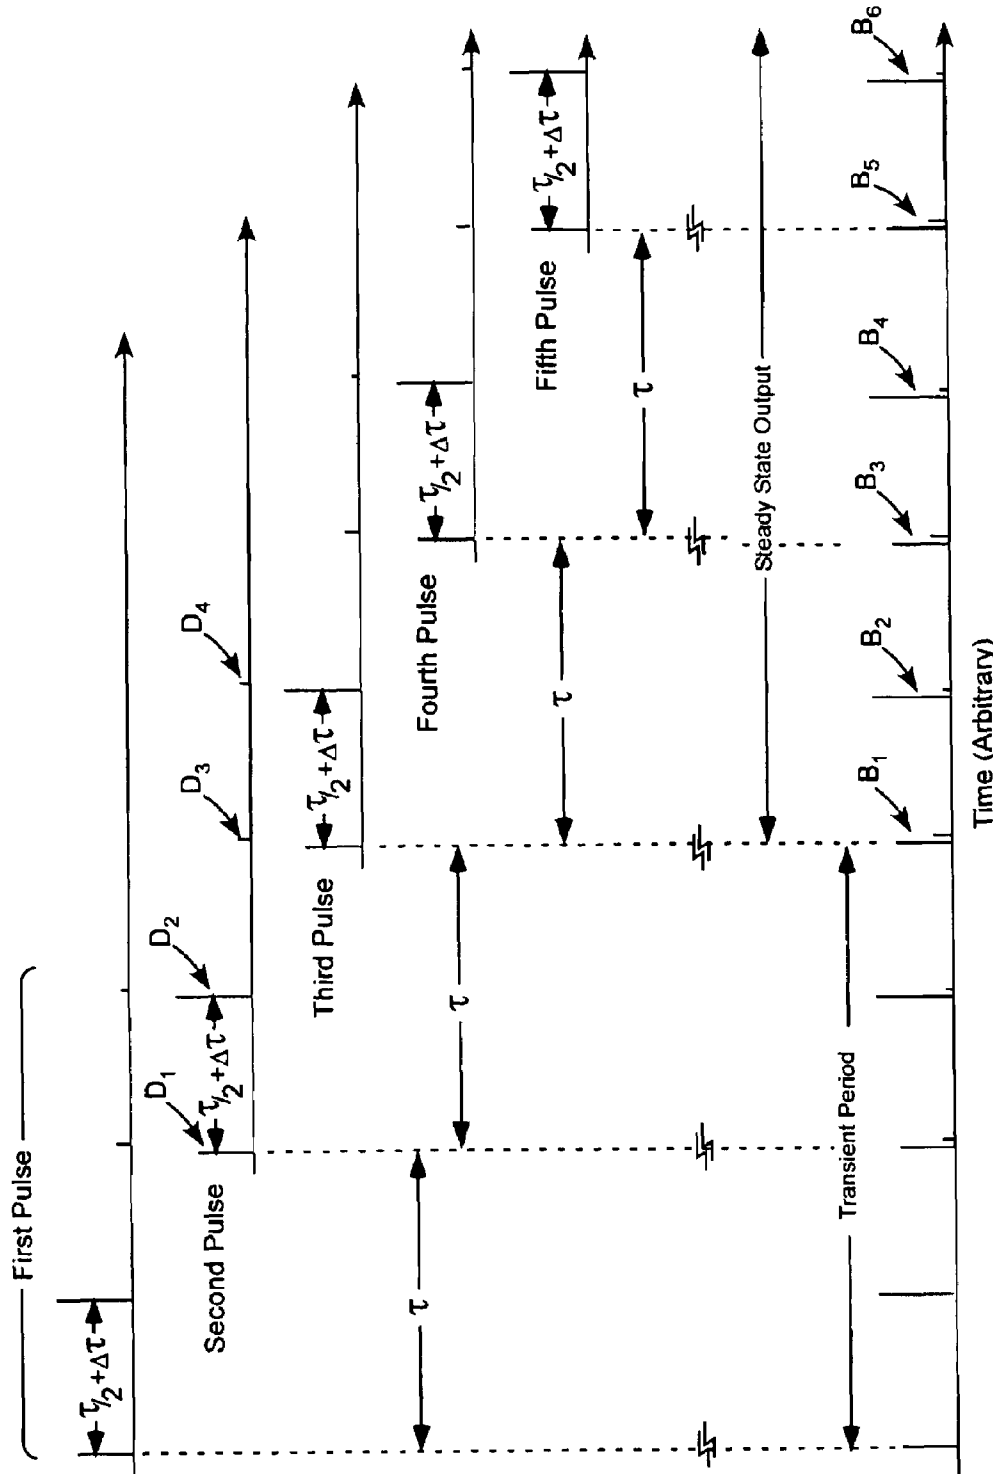 First Pulse
τ/2+Δτ
Second Pulse
D1
D2
D3
D4
τ/2+Δτ
Third Pulse
τ/2+Δτ
Fourth Pulse
τ/2+Δτ
Fifth Pulse
τ/2+Δτ
τ
τ
τ
τ
Steady State Output
Transient Period
B1
B2
B3
B4
B5
B6
Time (Arbitrary)